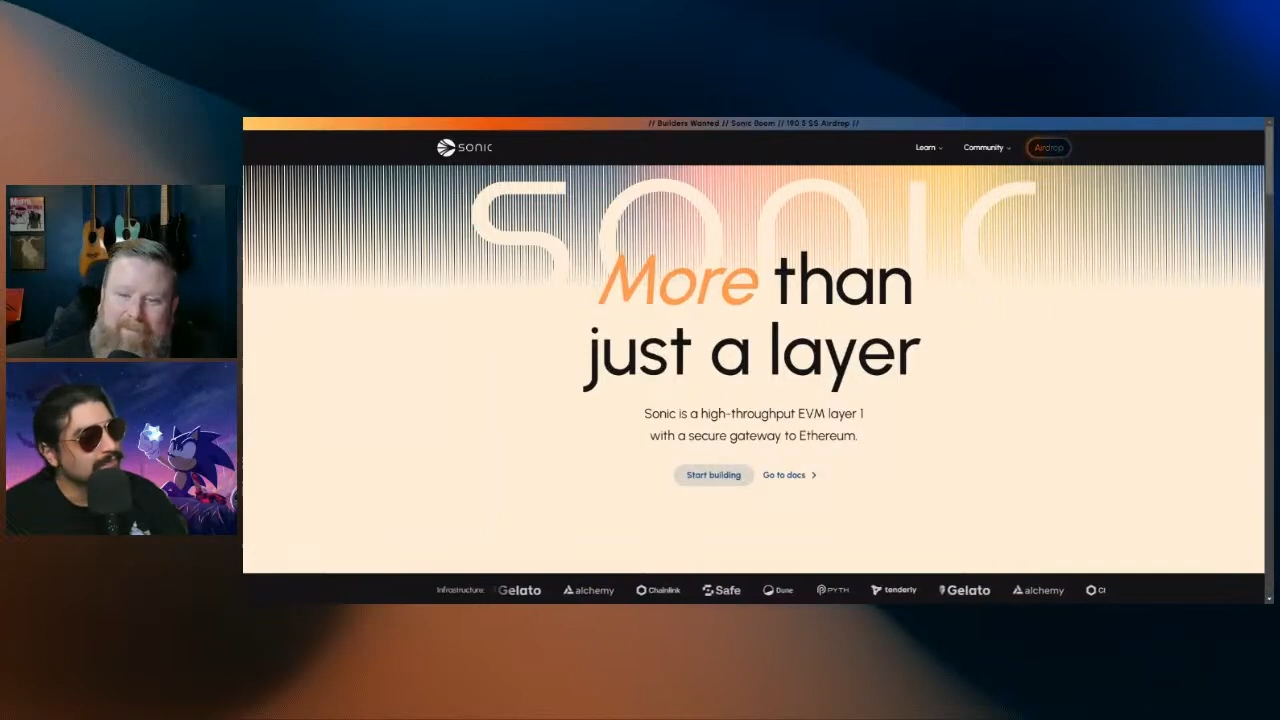 // Builders Wanted // Sonic Boom // 190.5 $S Airdrop //
SONIC
Learn
Community
Airdrop
SONIC
More than
just a layer
Sonic is a high-throughput EVM layer 1
with a secure gateway to Ethereum.
Start building
Go to docs
Infrastructure: Gelato alchemy Chainlink Safe Dune PYTH tenderly Gelato alchemy